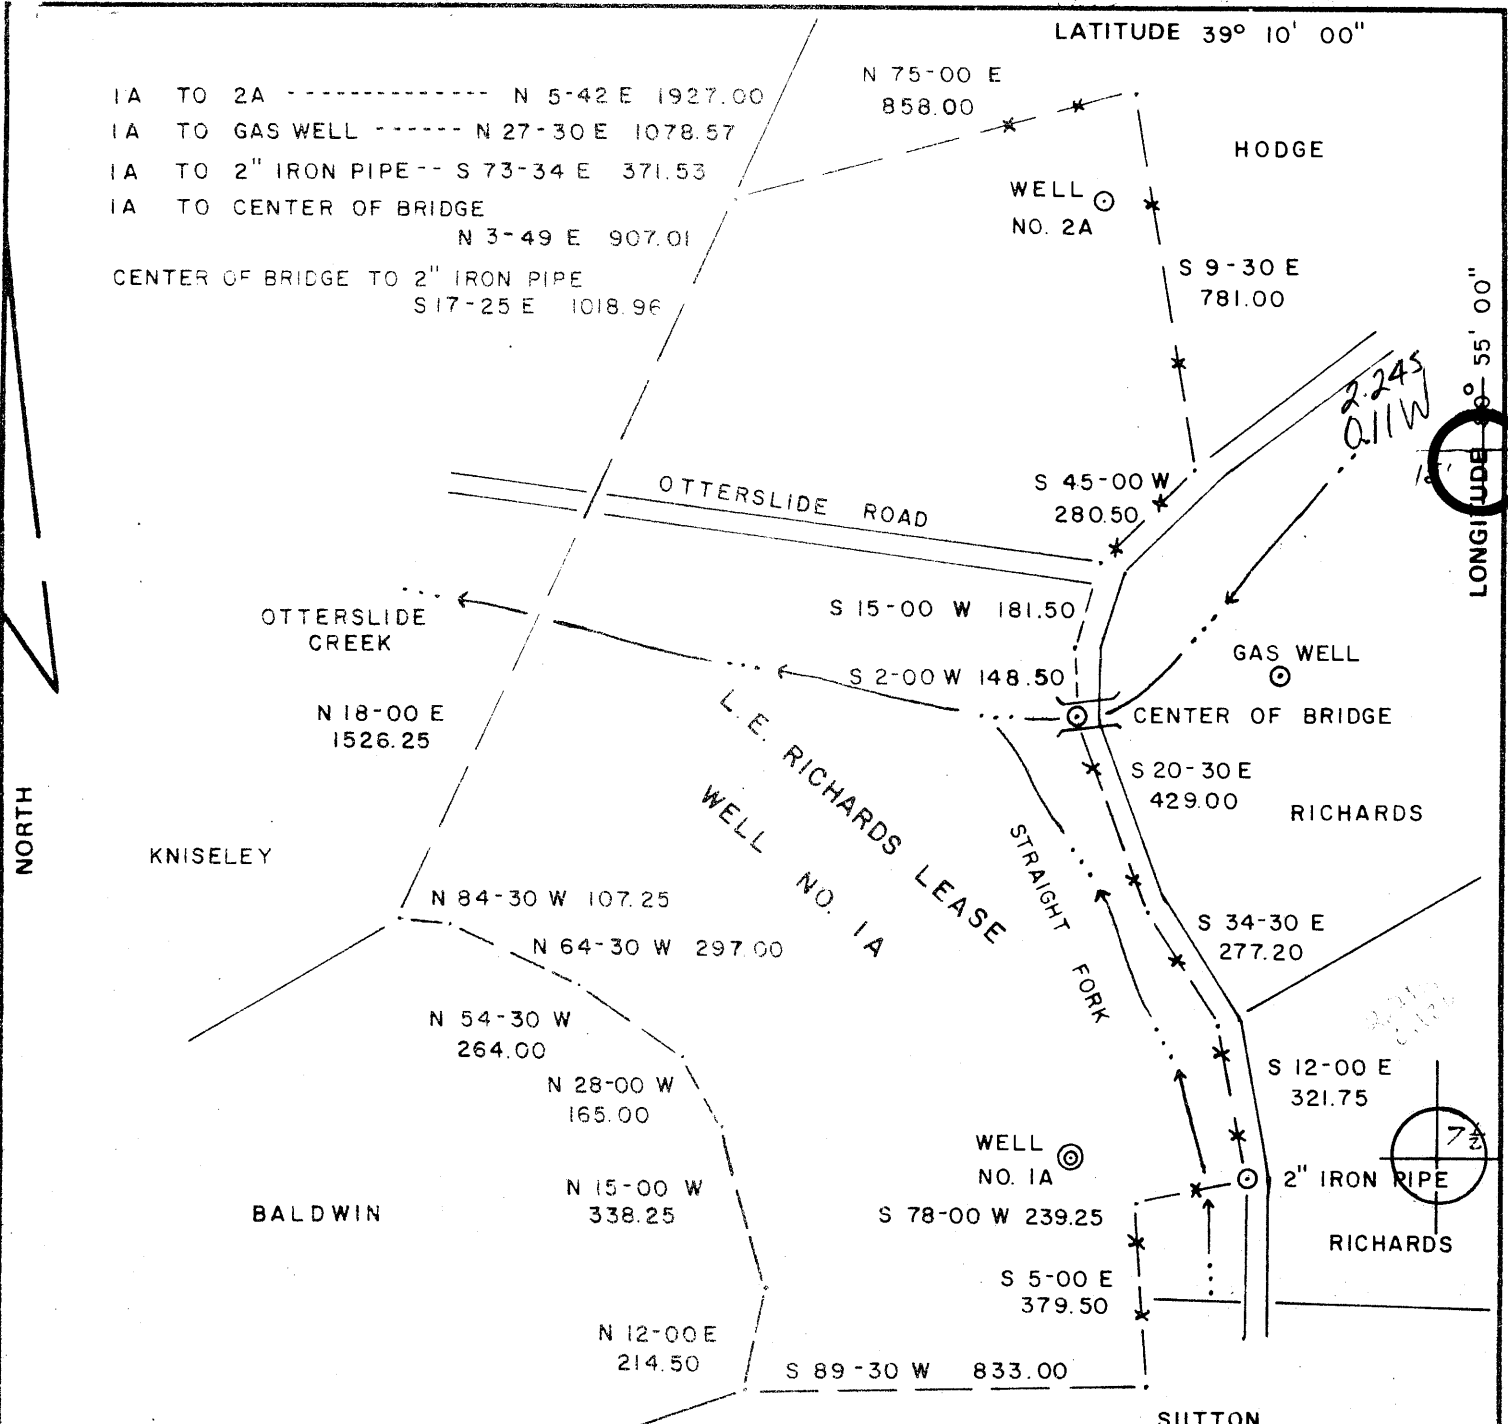 LATITUDE 39° 10' 00"
1A TO 2A -------------- N 5-42 E 1927.00
1A TO GAS WELL ------ N 27-30 E 1078.57
1A TO 2" IRON PIPE-- S 73-34 E 371.53
1A TO CENTER OF BRIDGE
N 3-49 E 907.01
CENTER OF BRIDGE TO 2" IRON PIPE
S 17-25 E 1018.96
N 75-00 E
858.00
HODGE
WELL
NO. 2A
S 9-30 E
781.00
LONGITUDE 55' 00"
2.24S
0.11W
OTTERSLIDE ROAD
S 45-00 W
280.50
S 15-00 W 181.50
OTTERSLIDE
CREEK
GAS WELL
S 2-00 W 148.50
CENTER OF BRIDGE
N 18-00 E
1526.25
L. E. RICHARDS LEASE
WELL NO. 1A
S 20-30 E
429.00
RICHARDS
NORTH
KNISELEY
STRAIGHT FORK
N 84-30 W 107.25
N 64-30 W 297.00
S 34-30 E
277.20
N 54-30 W
264.00
N 28-00 W
165.00
S 12-00 E
321.75
WELL
NO. 1A
7½
2" IRON PIPE
N 15-00 W
338.25
BALDWIN
S 78-00 W 239.25
RICHARDS
S 5-00 E
379.50
N 12-00 E
214.50
S 89-30 W 833.00
SUTTON